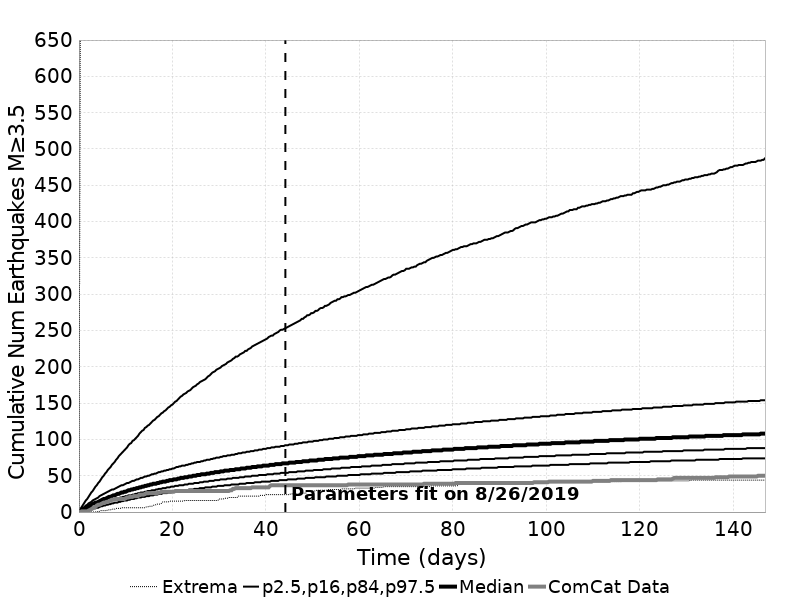 Cumulative Num Earthquakes M≥3.5
650
600
550
500
450
400
350
300
250
200
150
100
50
0
Parameters fit on 8/26/2019
0 20 40 60 80 100 120 140
Time (days)
Extrema p2.5,p16,p84,p97.5 Median ComCat Data